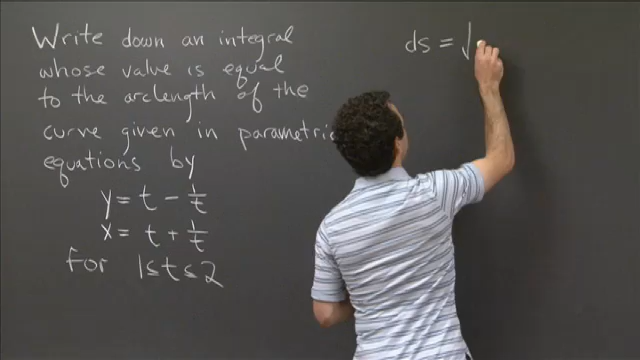 Write down an integral
whose value is equal
to the arclength of the
curve given in parametric
equations by
y = t - 1/t
x = t + 1/t
for 1 ≤ t ≤ 2
ds = √